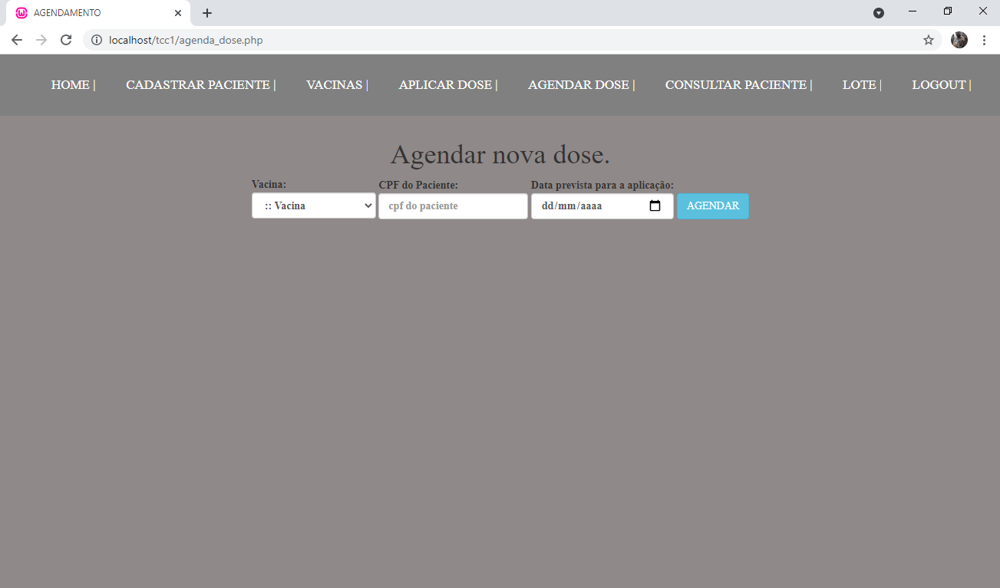 AGENDAMENTO
localhost/tcc1/agenda_dose.php
HOME | CADASTRAR PACIENTE | VACINAS | APLICAR DOSE | AGENDAR DOSE | CONSULTAR PACIENTE | LOTE | LOGOUT |
Agendar nova dose.
Vacina: CPF do Paciente: Data prevista para a aplicação:
:: Vacina cpf do paciente dd/mm/aaaa AGENDAR